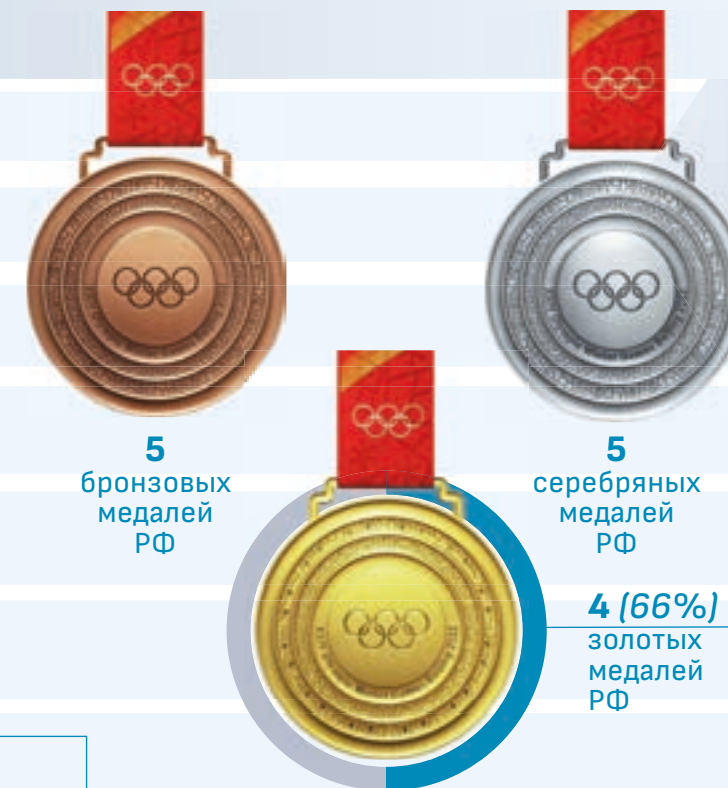 5
бронзовых
медалей
РФ
5
серебряных
медалей
РФ
4 (66%)
золотых
медалей
РФ